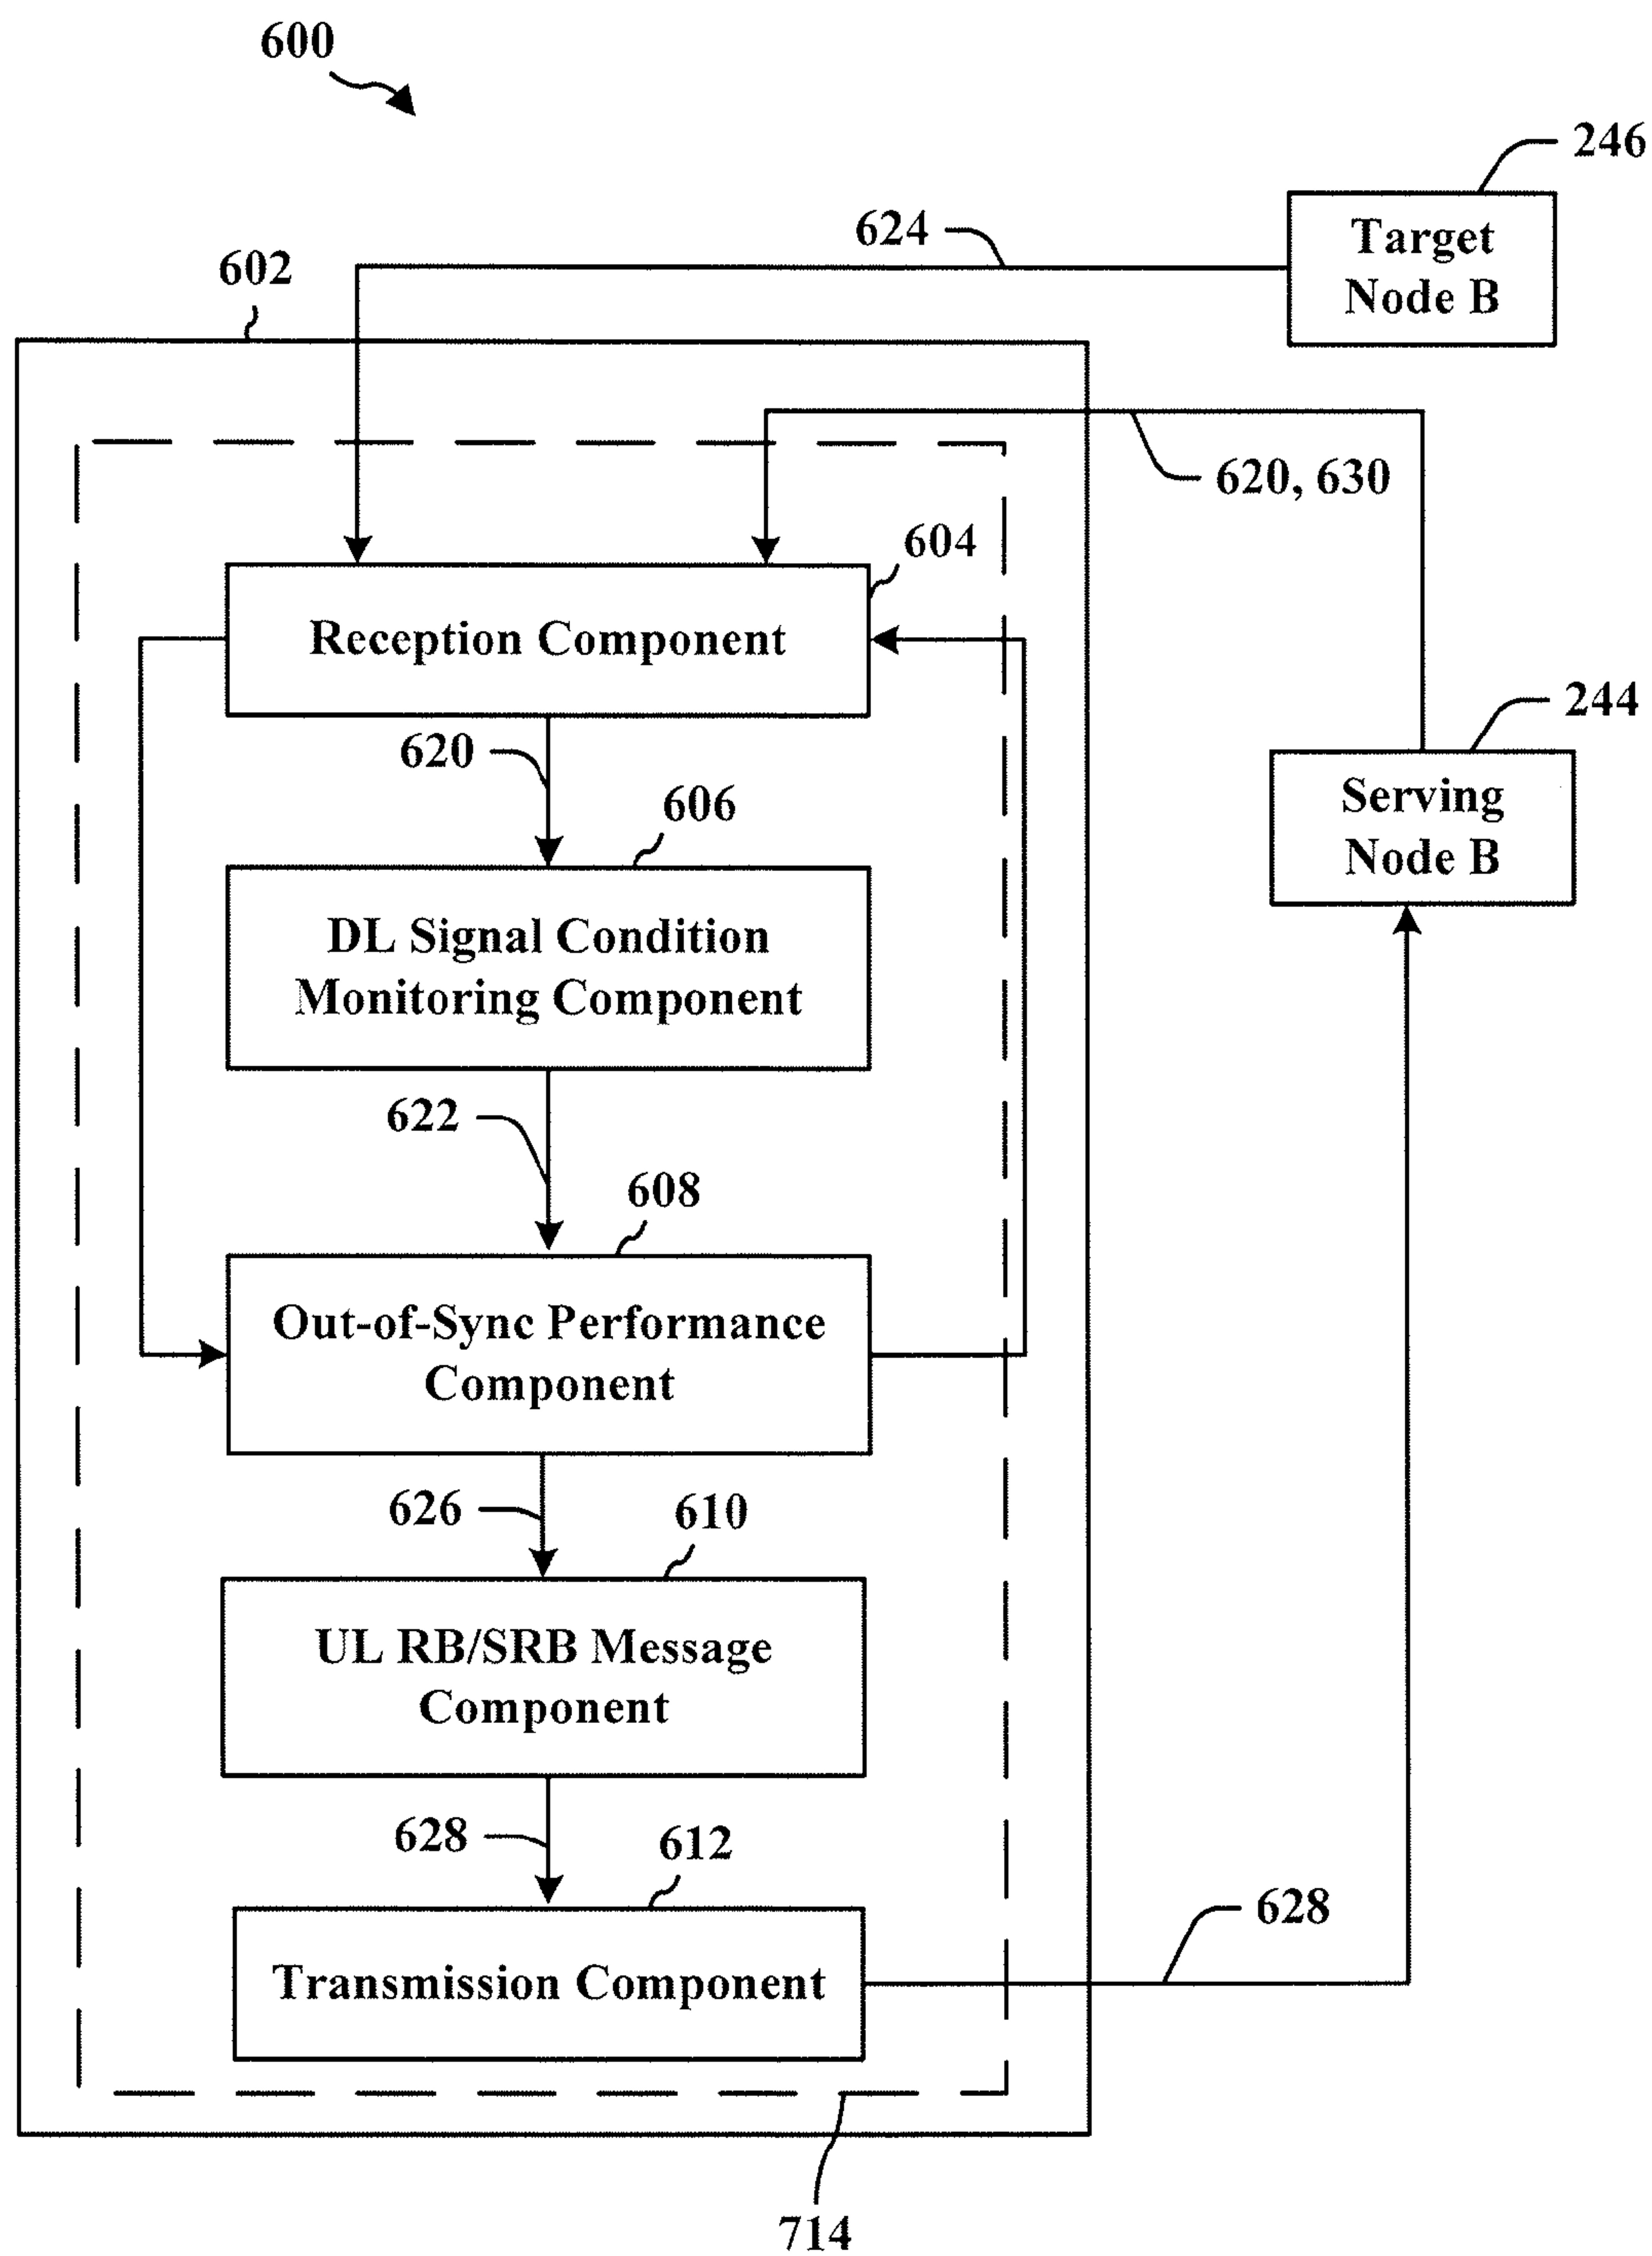 600
246
Target
Node B
624
602
620, 630
604
Reception Component
244
Serving
Node B
620
606
DL Signal Condition
Monitoring Component
622
608
Out-of-Sync Performance
Component
626
610
UL RB/SRB Message
Component
628
612
628
Transmission Component
714